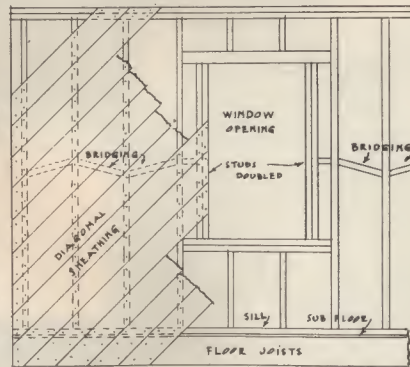 WINDOW
OPENING
BRIDGING
BRIDGING
STUDS
DOUBLED
DIAGONAL
SHEATHING
SILL
SUB FLOOR
FLOOR JOISTS